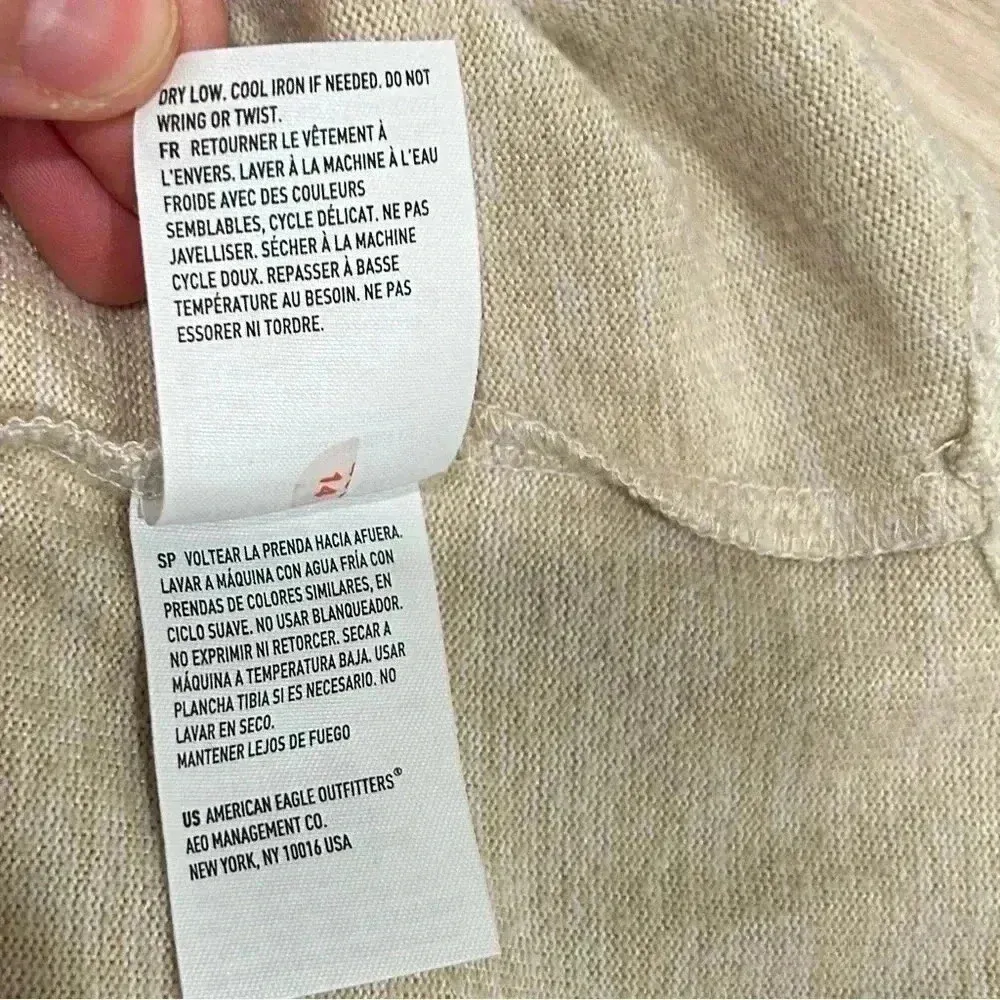 DRY LOW. COOL IRON IF NEEDED. DO NOT
WRING OR TWIST.
FR RETOURNER LE VÊTEMENT À
L'ENVERS. LAVER À LA MACHINE À L'EAU
FROIDE AVEC DES COULEURS
SEMBLABLES, CYCLE DÉLICAT. NE PAS
JAVELLISER. SÉCHER À LA MACHINE
CYCLE DOUX. REPASSER À BASSE
TEMPÉRATURE AU BESOIN. NE PAS
ESSORER NI TORDRE.
14
SP VOLTEAR LA PRENDA HACIA AFUERA.
LAVAR A MÁQUINA CON AGUA FRÍA CON
PRENDAS DE COLORES SIMILARES, EN
CICLO SUAVE. NO USAR BLANQUEADOR.
NO EXPRIMIR NI RETORCER. SECAR A
MÁQUINA A TEMPERATURA BAJA. USAR
PLANCHA TIBIA SI ES NECESARIO. NO
LAVAR EN SECO.
MANTENER LEJOS DE FUEGO
US AMERICAN EAGLE OUTFITTERS®
AEO MANAGEMENT CO.
NEW YORK, NY 10016 USA